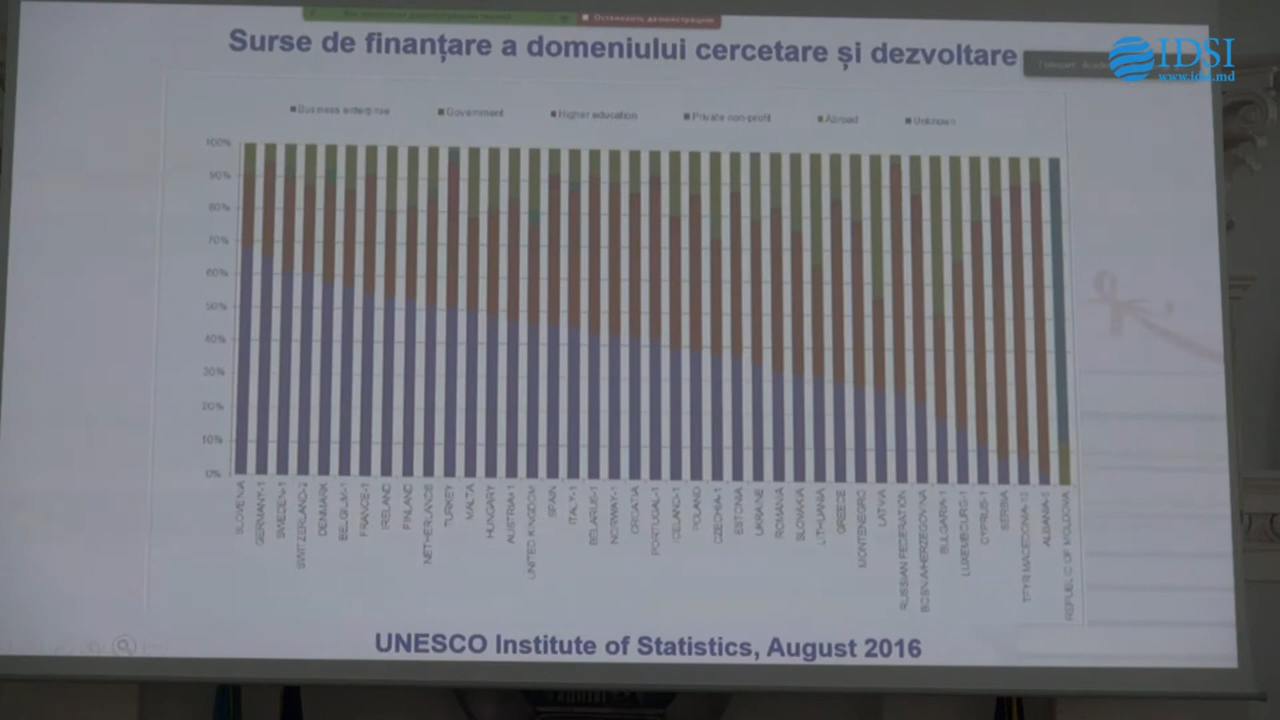 Остановить демонстрацию
Surse de finanțare a domeniului cercetare și dezvoltare
IDSI
www.idsi.md
Business enterprise
Government
Higher education
Private non-profit
Abroad
Unknown
100%
90%
80%
70%
60%
50%
40%
30%
20%
10%
0%
SLOVENIA
GERMANY-1
SWEDEN-1
SWITZERLAND-2
DENMARK
BELGIUM-1
FRANCE-1
IRELAND
FINLAND
NETHERLANDS
TURKEY
MALTA
HUNGARY
AUSTRIA-1
UNITED KINGDOM
SPAIN
ITALY-1
BELARUS-1
NORWAY-1
CROATIA
PORTUGAL-1
ICELAND-1
POLAND
CZECHIA-1
ESTONIA
UKRAINE
ROMANIA
SLOVAKIA
LITHUANIA
GREECE
MONTENEGRO
LATVIA
RUSSIAN FEDERATION
BOSNIA/HERZEGOVINA
BULGARIA-1
LUXEMBOURG-1
CYPRUS-1
SERBIA
REPUBLIC OF MOLDOVA
UNESCO Institute of Statistics, August 2016